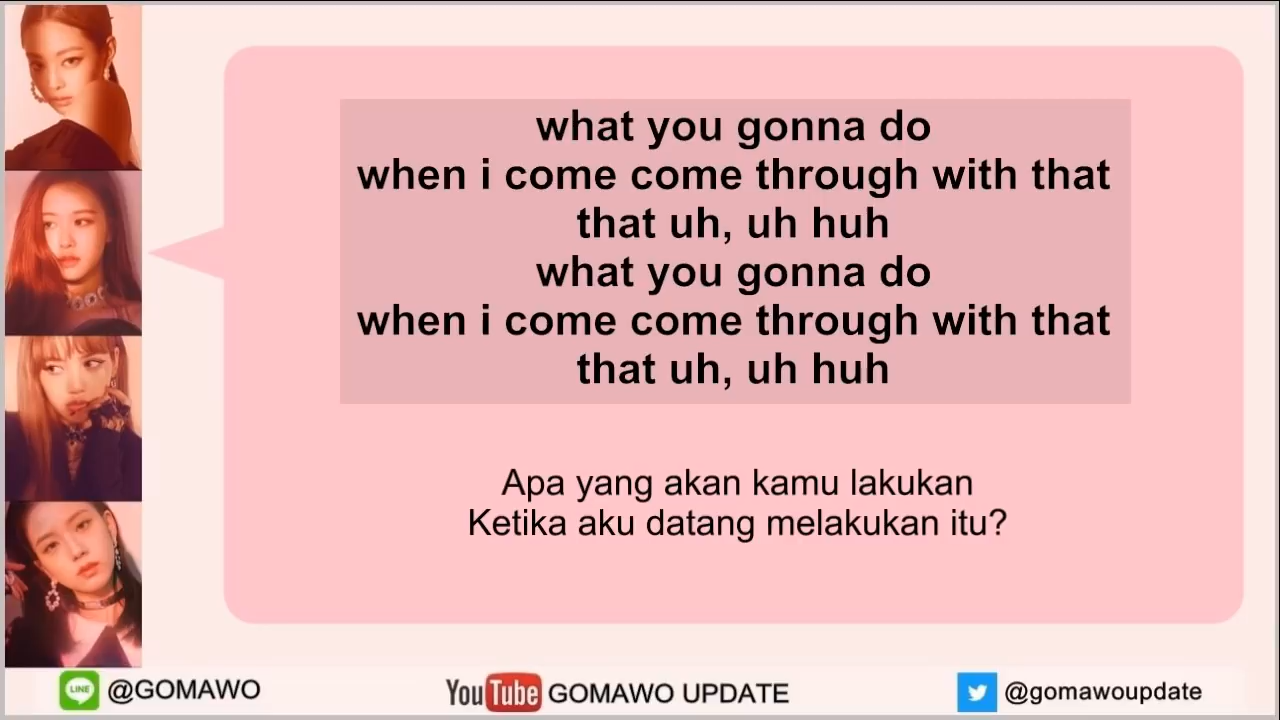 what you gonna do
when i come come through with that
that uh, uh huh
what you gonna do
when i come come through with that
that uh, uh huh
Apa yang akan kamu lakukan
Ketika aku datang melakukan itu?
LINE @GOMAWO
YouTube GOMAWO UPDATE
@gomawoupdate